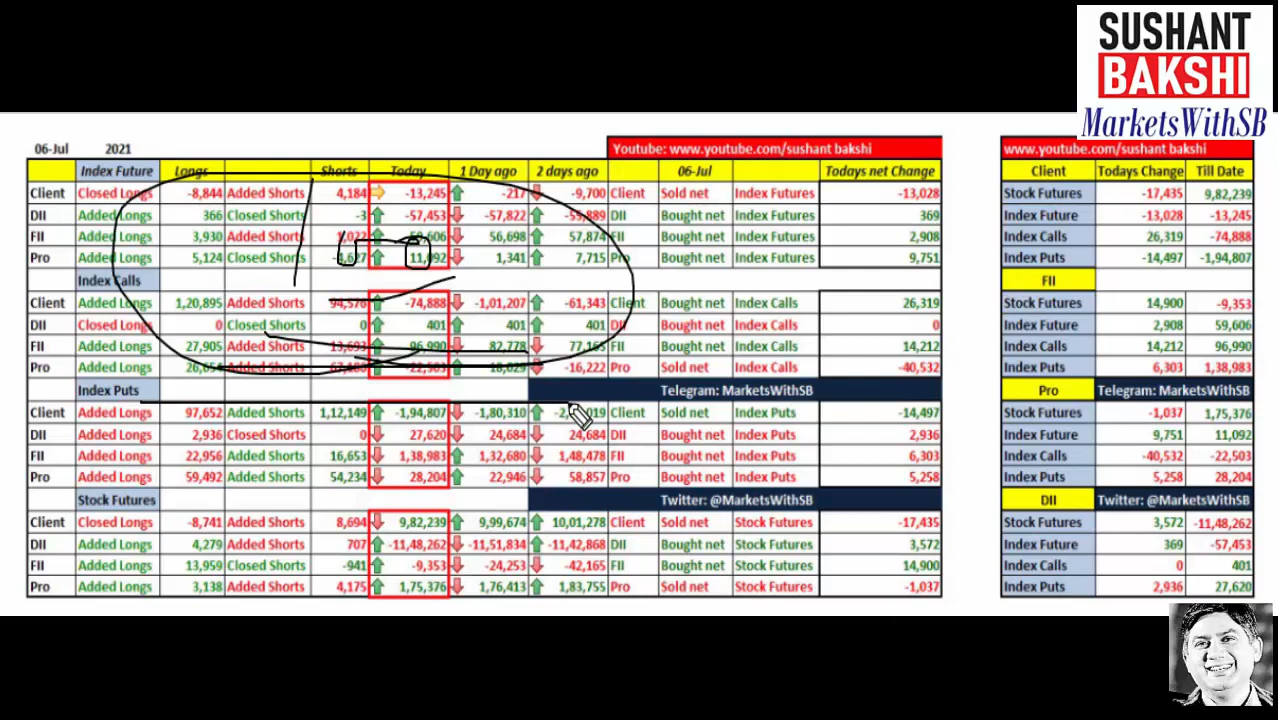 SUSHANT
BAKSHI
MarketsWithSB
06-Jul 2021 Youtube: www.youtube.com/sushant bakshi www.youtube.com/sushant bakshi
Index Future Longs Shorts Today 1 Day ago 2 days ago 06-Jul Todays net Change Client Todays Change Till Date
Client Closed Longs -8,844 Added Shorts 4,184 -13,245 -217 -9,700 Client Sold net Index Futures -13,028 Stock Futures -17,435 9,82,239
DII Added Longs 366 Closed Shorts -3 -57,453 -57,822 DII Bought net Index Futures 369 Index Future -13,028 -13,245
FII Added Longs 3,930 Added Shorts 1,022 59,606 56,698 57,874 FII Bought net Index Futures 2,908 Index Calls 26,319 -74,888
Pro Added Longs 5,124 Closed Shorts -4,627 11,092 1,341 7,715 Pro Bought net Index Futures 9,751 Index Puts -14,497 -1,94,807
Index Calls FII
Client Added Longs 1,20,895 Added Shorts 94,576 -74,888 -1,01,207 -61,343 Client Bought net Index Calls 26,319 Stock Futures 14,900 -9,353
DII Closed Longs 0 Closed Shorts 0 401 401 401 DII Bought net Index Calls 0 Index Future 2,908 59,606
FII Added Longs 27,905 Added Shorts 13,693 96,990 82,778 77,165 FII Bought net Index Calls 14,212 Index Calls 14,212 96,990
Pro Added Longs 26,654 Added Shorts -22,503 18,029 -16,222 Pro Sold net Index Calls -40,532 Index Puts 6,303 1,38,983
Index Puts Telegram: MarketsWithSB Pro Telegram: MarketsWithSB
Client Added Longs 97,652 Added Shorts 1,12,149 -1,94,807 -1,80,310 Client Sold net Index Puts -14,497 Stock Futures -1,037 1,75,376
DII Added Longs 2,936 Closed Shorts 0 27,620 24,684 24,684 DII Bought net Index Puts 2,936 Index Future 9,751 11,092
FII Added Longs 22,956 Added Shorts 16,653 1,38,983 1,32,680 1,48,478 FII Bought net Index Puts 6,303 Index Calls -40,532 -22,503
Pro Added Longs 59,492 Added Shorts 54,234 28,204 22,946 58,857 Pro Bought net Index Puts 5,258 Index Puts 5,258 28,204
Stock Futures Twitter: @MarketsWithSB DII Twitter: @MarketsWithSB
Client Closed Longs -8,741 Added Shorts 8,694 9,82,239 9,99,674 10,01,278 Client Sold net Stock Futures -17,435 Stock Futures 3,572 -11,48,262
DII Added Longs 4,279 Added Shorts 707 -11,48,262 -11,51,834 -11,42,868 DII Bought net Stock Futures 3,572 Index Future 369 -57,453
FII Added Longs 13,959 Closed Shorts -941 -9,353 -24,253 -42,165 FII Bought net Stock Futures 14,900 Index Calls 0 401
Pro Added Longs 3,138 Added Shorts 4,175 1,75,376 1,76,413 1,83,755 Pro Sold net Stock Futures -1,037 Index Puts 2,936 27,620